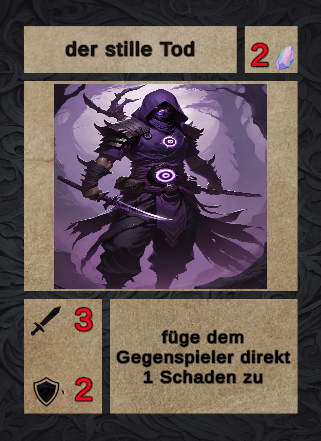 der stille Tod
2
3
2
füge dem
Gegenspieler direkt
1 Schaden zu